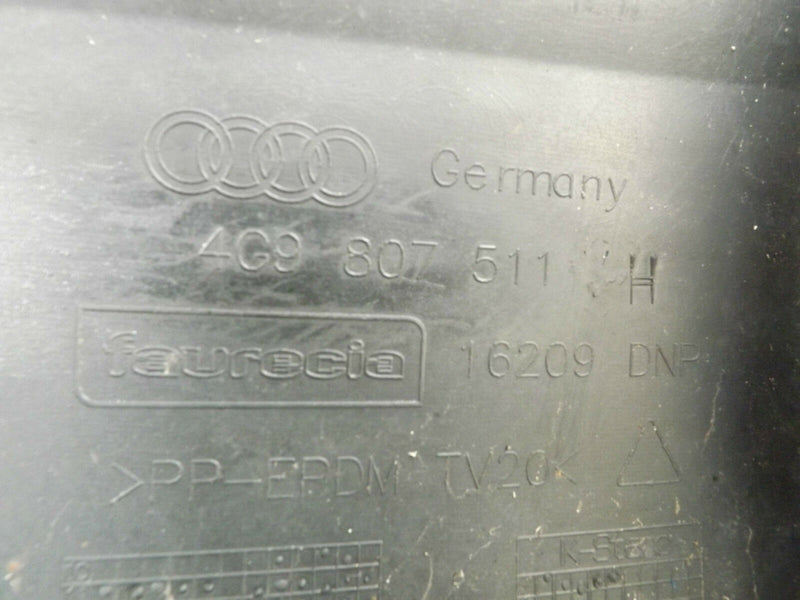 Germany
4G9 807 511 H
faurecia 16209 DNP
>PP-EPDM TV20<